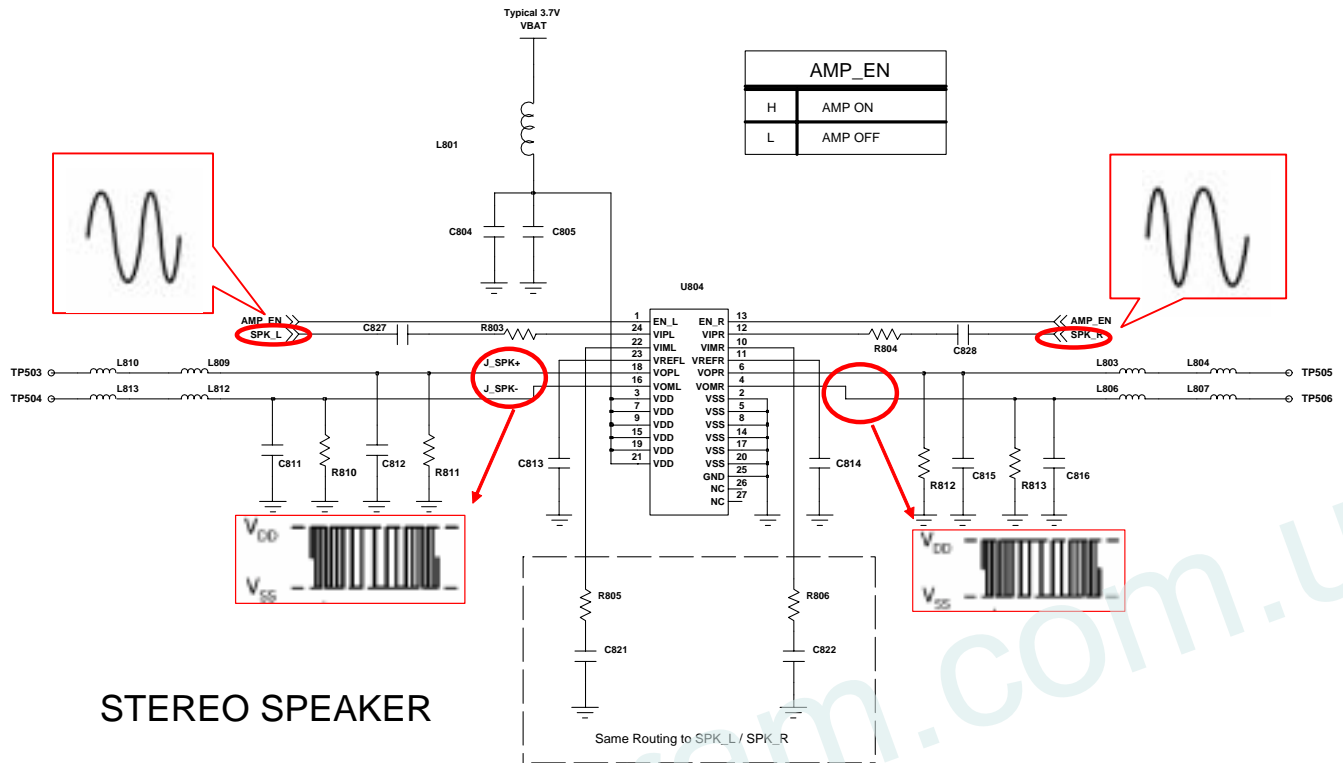 Typical 3.7V
VBAT
AMP_EN
H AMP ON
L AMP OFF
L801
C804 C805
U804
AMP_EN 1 EN_L EN_R 13 AMP_EN
SPK_L C827 R803 24 VIPL VIPR 12 R804 C828 SPK_R
22 VIML VIMR 10
23 VREFL VREFR 11
TP503 L810 L809 J_SPK+ 18 VOPL VOPR 6 L803 L804 TP505
TP504 L813 L812 J_SPK- 16 VOML VOMR 4 L806 L807 TP506
3 VDD VSS 2
7 VDD VSS 5
9 VDD VSS 8
15 VDD VSS 14
19 VDD VSS 17
21 VDD VSS 20
GND 25
NC 26
NC 27
C811 R810 C812 R811 C813 C814 R812 C815 R813 C816
VDD
VSS
VDD
VSS
R805 R806
C821 C822
Same Routing to SPK_L / SPK_R
STEREO SPEAKER
om.com.u